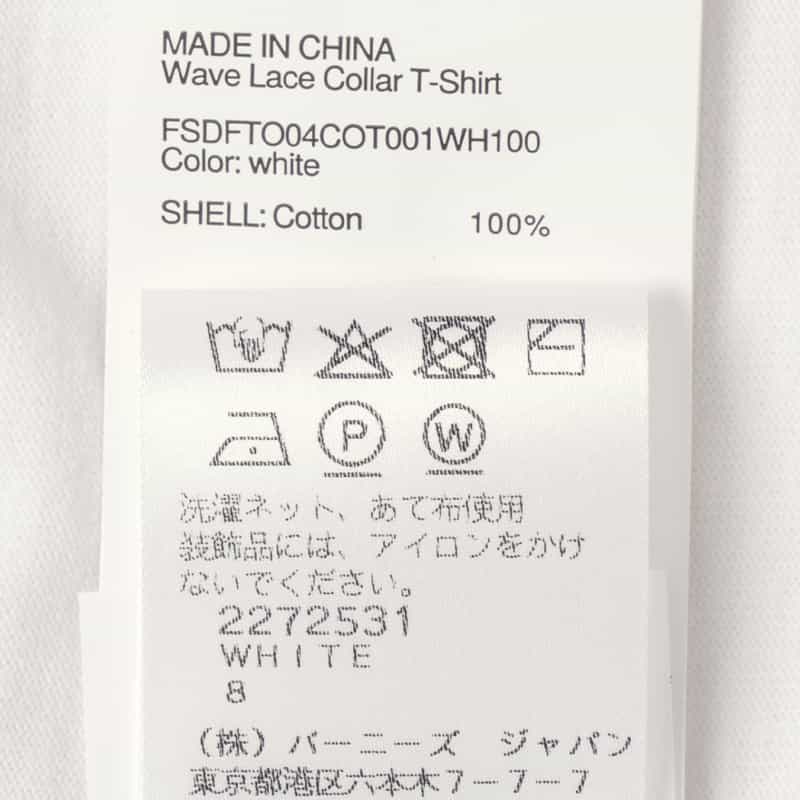 MADE IN CHINA
Wave Lace Collar T-Shirt
FSDFTO04COT001WH100
Color: white
SHELL: Cotton 100%
P W
洗濯ネット、あて布使用
装飾品には、アイロンをかけ
ないでください。
2272531
WHITE
8
(株) バーニーズ ジャパン
東京都港区六本木7-7-7